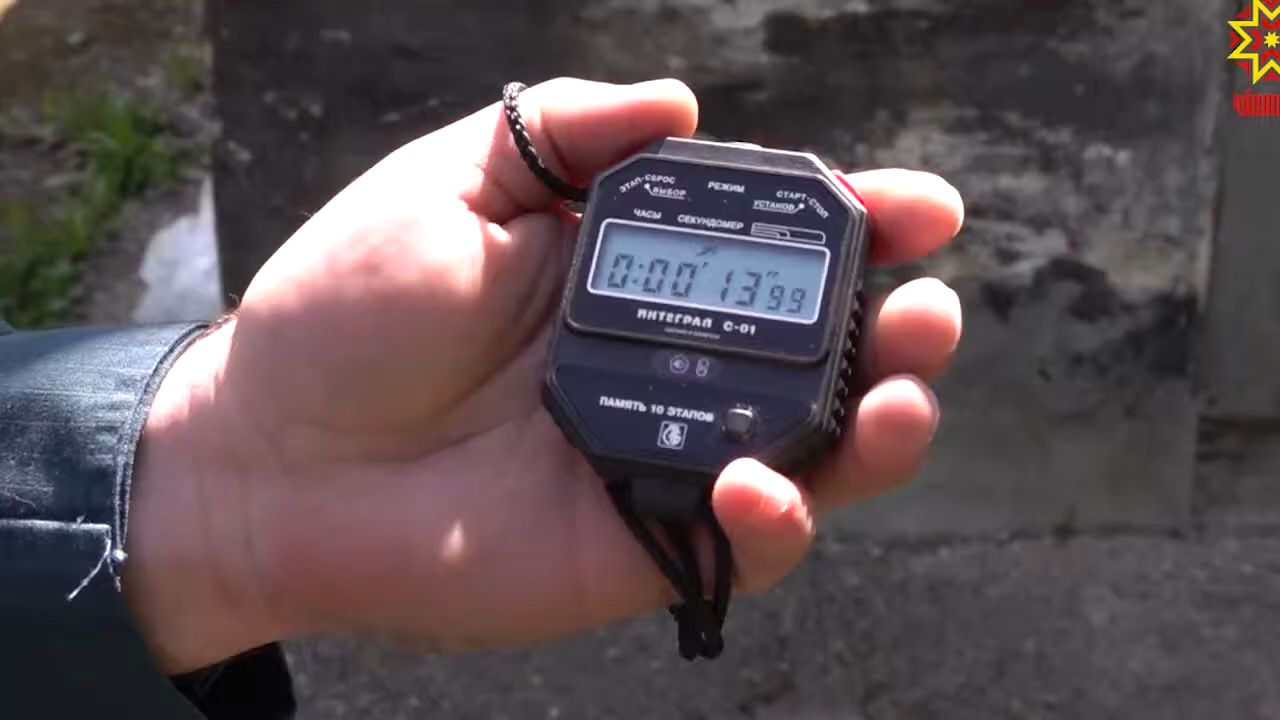 ЭТАП-СБРОС
ВЫБОР
РЕЖИМ
СТАРТ-СТОП
УСТАНОВ
ЧАСЫ СЕКУНДОМЕР
0:00'13"99
ИНТЕГРАЛ С-01
ПАМЯТЬ 10 ЭТАПОВ